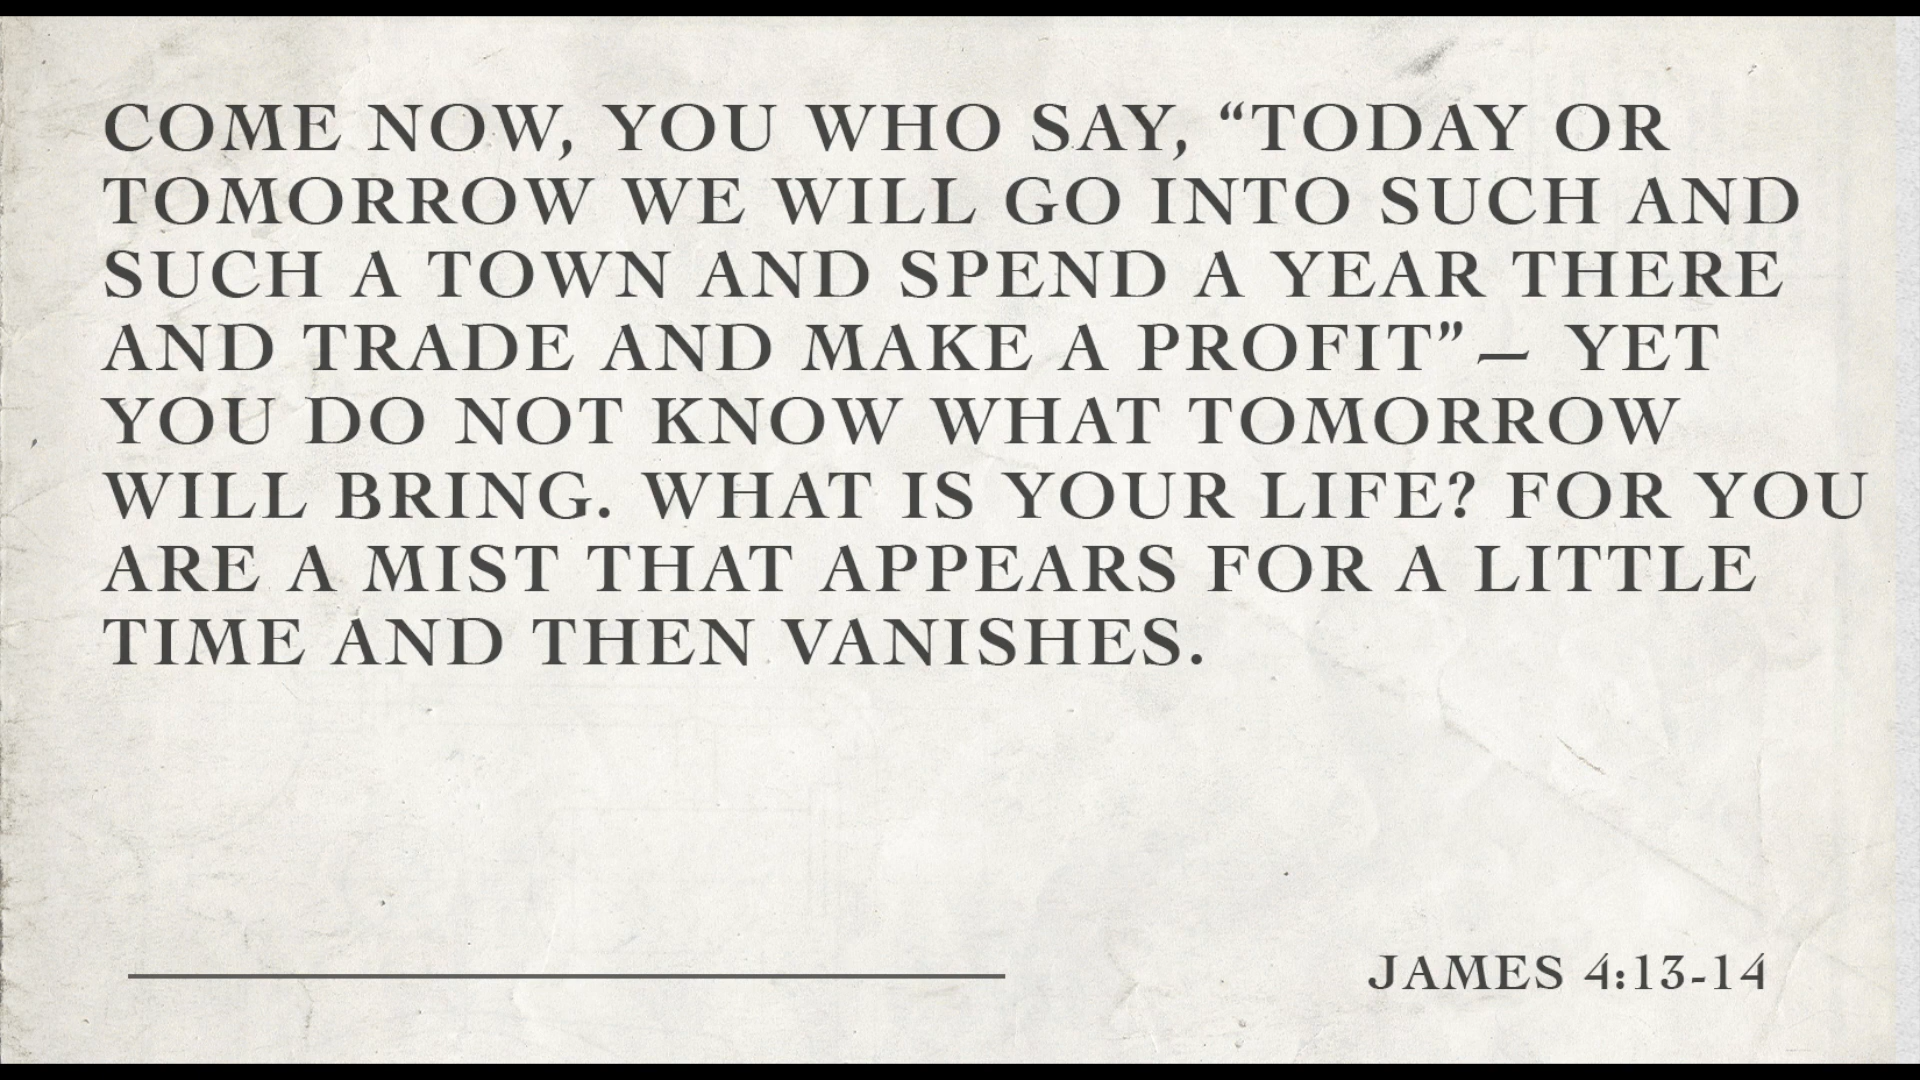 COME NOW, YOU WHO SAY, “TODAY OR
TOMORROW WE WILL GO INTO SUCH AND
SUCH A TOWN AND SPEND A YEAR THERE
AND TRADE AND MAKE A PROFIT”— YET
YOU DO NOT KNOW WHAT TOMORROW
WILL BRING. WHAT IS YOUR LIFE? FOR YOU
ARE A MIST THAT APPEARS FOR A LITTLE
TIME AND THEN VANISHES.
JAMES 4:13-14